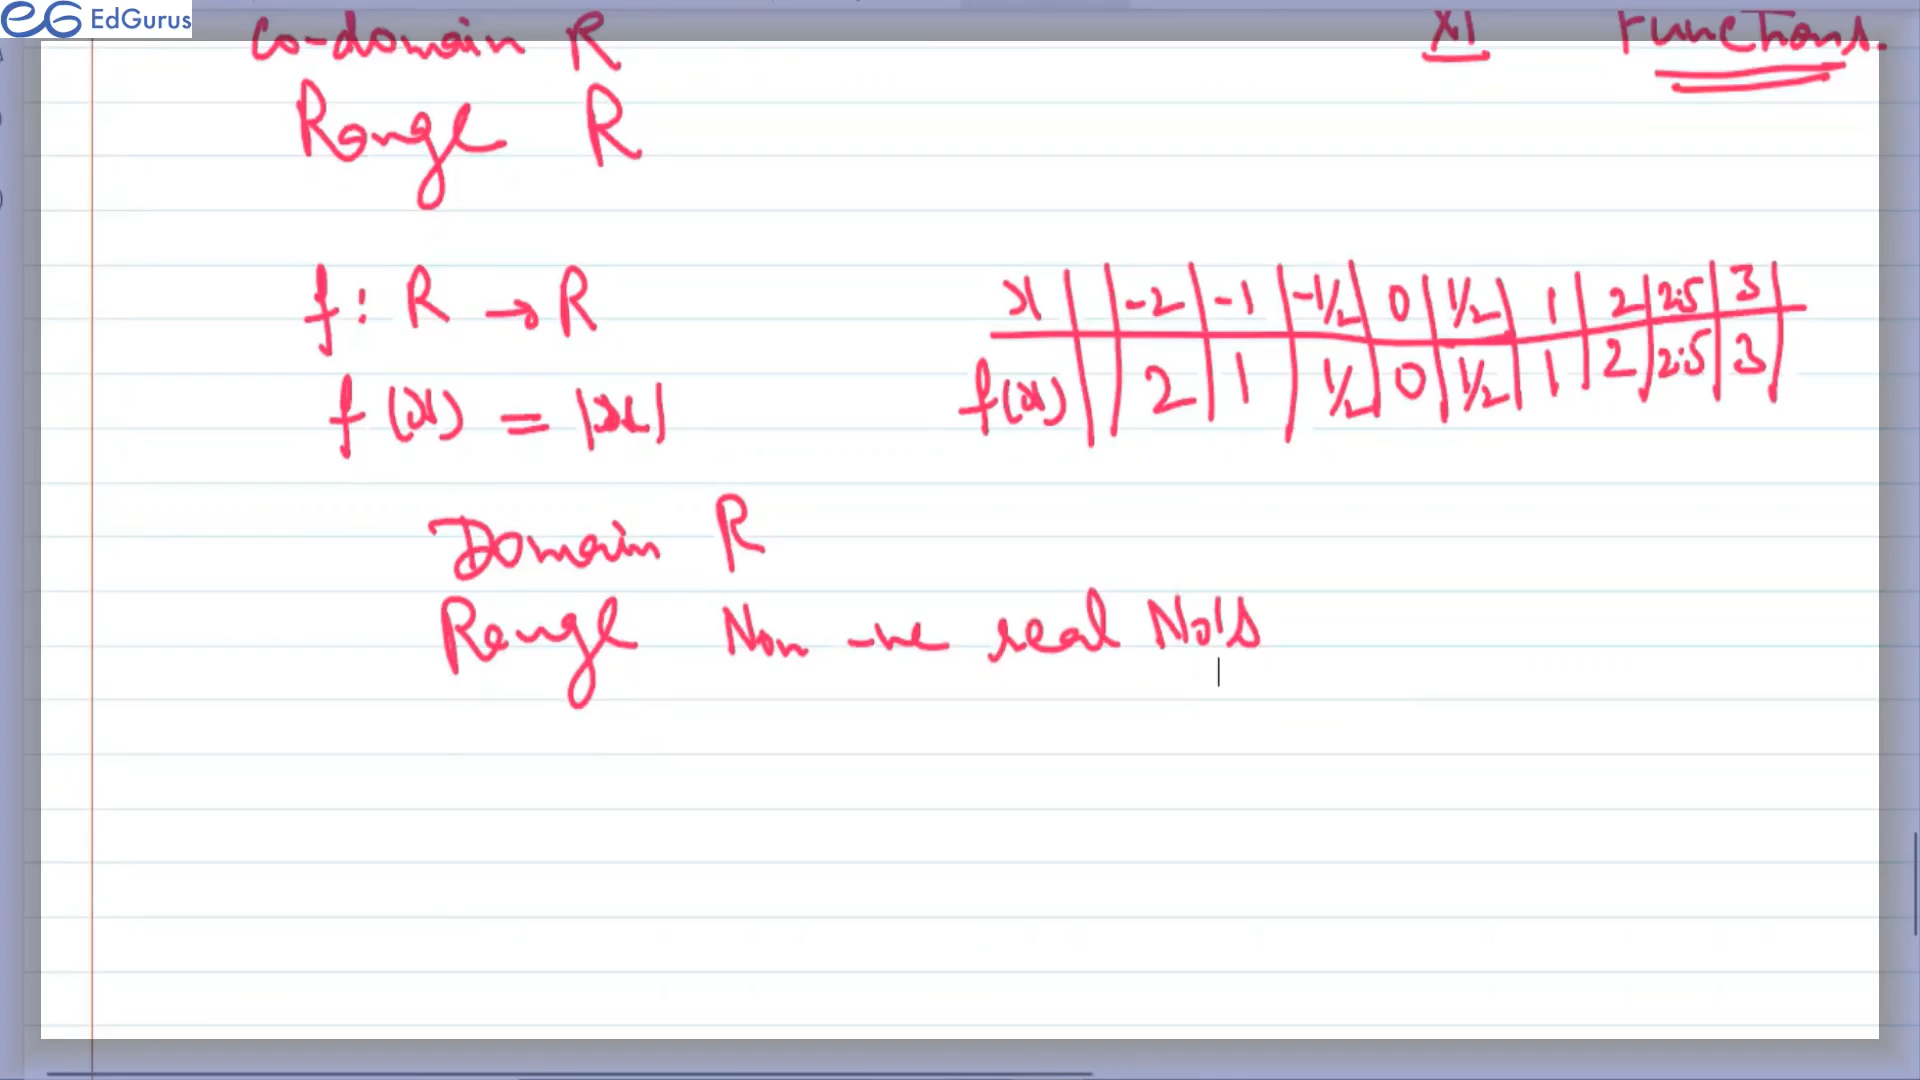 EdGurus
Co-domain R
XI Functions.
Range R
f : R → R
x | | -2 | -1 | -1/2 | 0 | 1/2 | 1 | 2 | 2.5 | 3 |
f(x) | | 2 | 1 | 1/2 | 0 | 1/2 | 1 | 2 | 2.5 | 3 |
f(x) = |x|
Domain R
Range Non -ve real No's